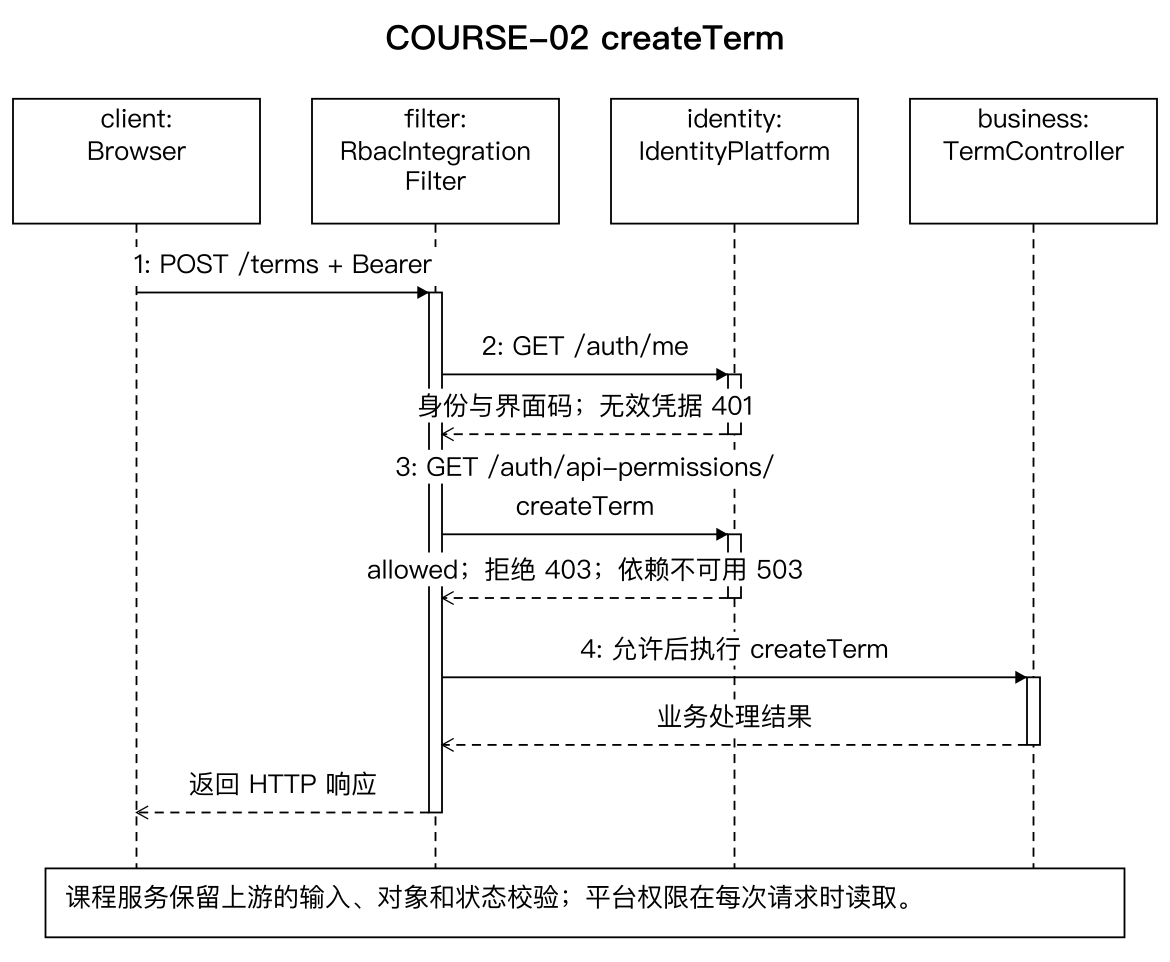 COURSE-02 createTerm
client:
Browser
filter:
RbacIntegration
Filter
identity:
IdentityPlatform
business:
TermController
1: POST /terms + Bearer
2: GET /auth/me
身份与界面码；无效凭据 401
3: GET /auth/api-permissions/
createTerm
allowed；拒绝 403；依赖不可用 503
4: 允许后执行 createTerm
业务处理结果
返回 HTTP 响应
课程服务保留上游的输入、对象和状态校验；平台权限在每次请求时读取。